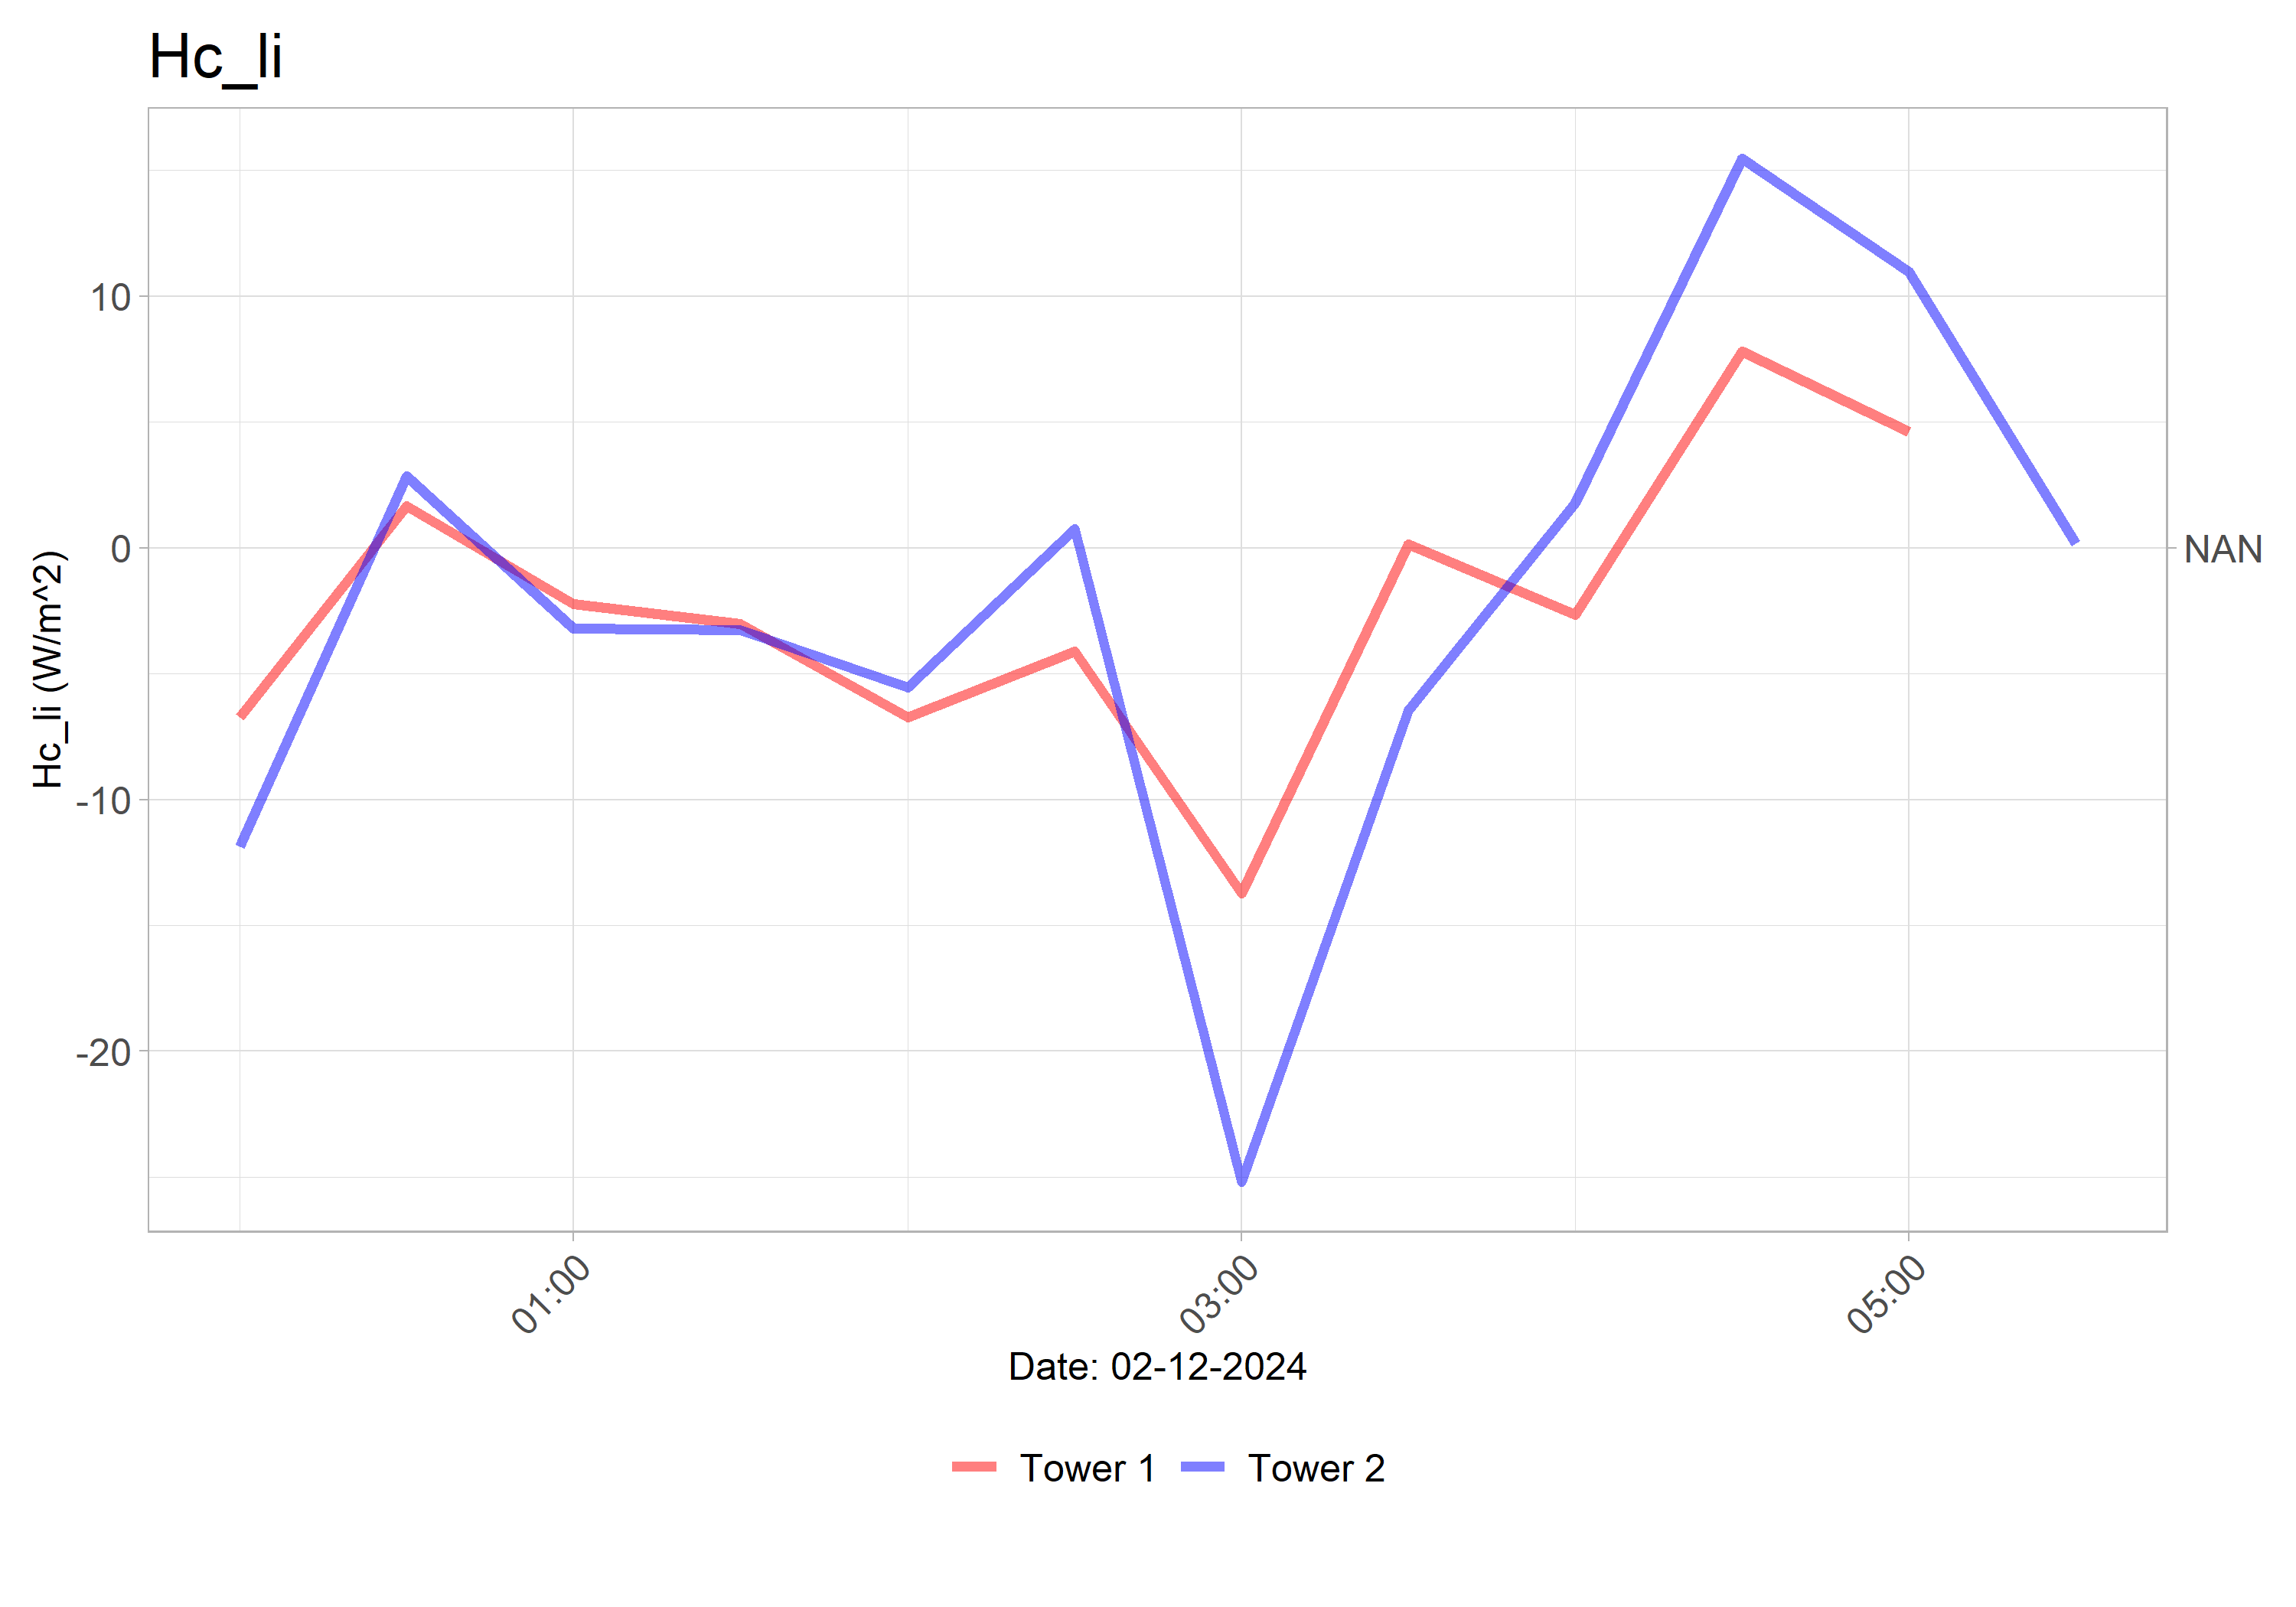 Hc_li
Hc_li (W/m^2)
10
0
-10
-20
NAN
01:00
03:00
05:00
Date: 02-12-2024
Tower 1
Tower 2